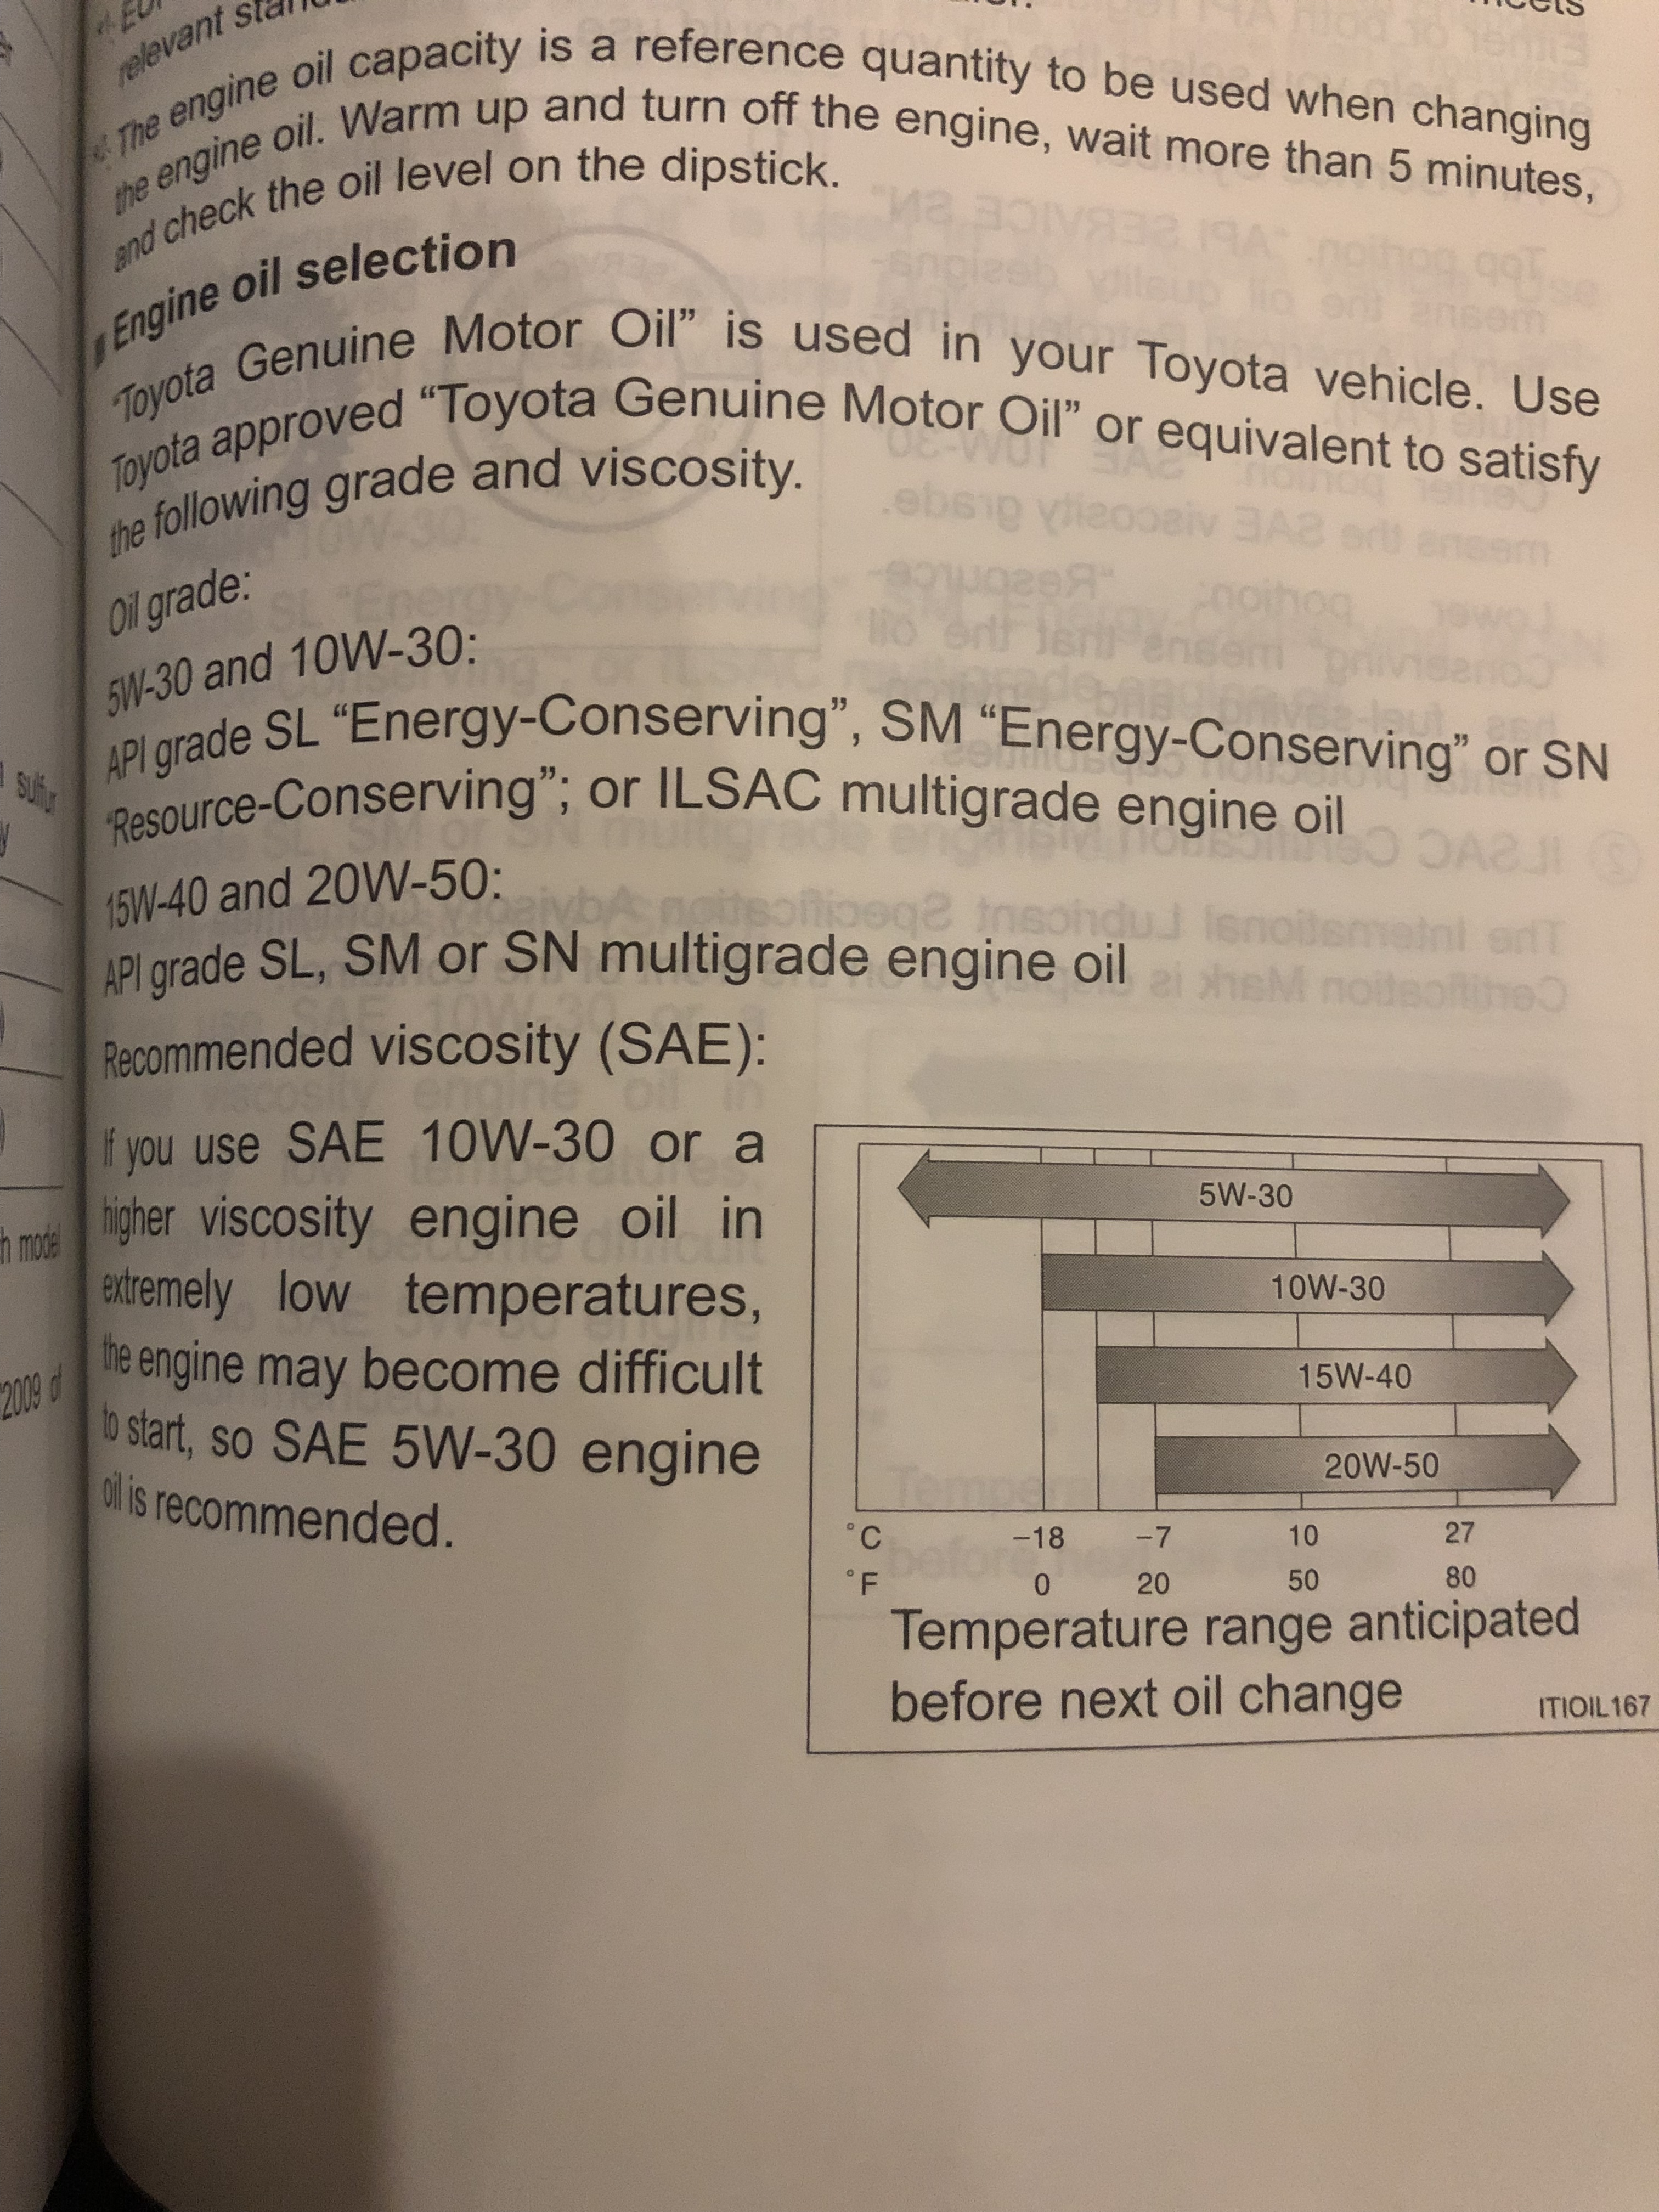 relevant
The engine oil capacity is a reference quantity to be used when changing
the engine oil. Warm up and turn off the engine, wait more than 5 minutes,
and check the oil level on the dipstick.
■ Engine oil selection
“Toyota Genuine Motor Oil” is used in your Toyota vehicle. Use
Toyota approved “Toyota Genuine Motor Oil” or equivalent to satisfy
the following grade and viscosity.
Oil grade:
5W-30 and 10W-30:
API grade SL “Energy-Conserving”, SM “Energy-Conserving” or SN
“Resource-Conserving”; or ILSAC multigrade engine oil
15W-40 and 20W-50:
API grade SL, SM or SN multigrade engine oil
Recommended viscosity (SAE):
If you use SAE 10W-30 or a
higher viscosity engine oil in
extremely low temperatures,
the engine may become difficult
to start, so SAE 5W-30 engine
oil is recommended.
5W-30
10W-30
15W-40
20W-50
°C -18 -7 10 27
°F 0 20 50 80
Temperature range anticipated
before next oil change
ITIOIL167
sulfur
model
2009 of